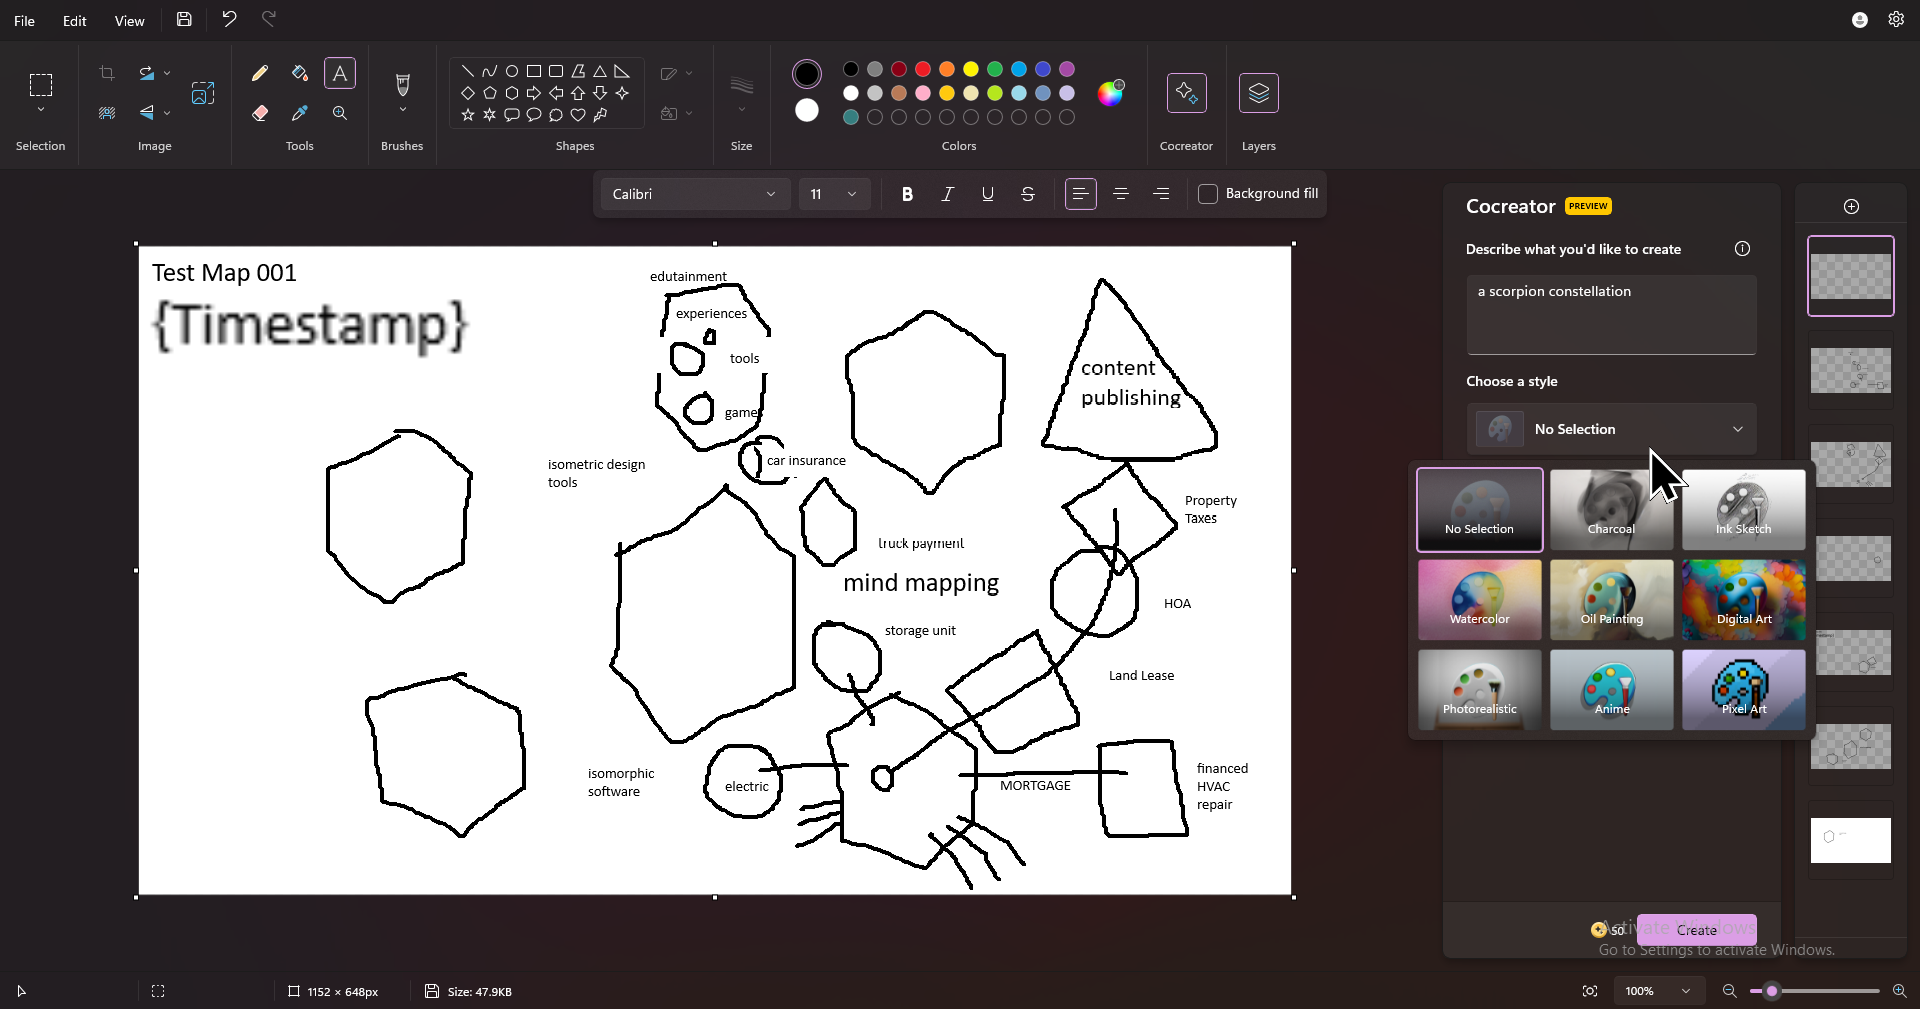 File Edit View
Selection Image Tools Brushes Shapes Size Colors Cocreator Layers
Calibri 11 B I U S Background fill
Test Map 001
{Timestamp}
edutainment
experiences
tools
games
content
publishing
isometric design
tools
car insurance
Property
Taxes
truck payment
mind mapping
HOA
storage unit
Land Lease
isomorphic
software
electric
MORTGAGE
financed
HVAC
repair
Cocreator PREVIEW
Describe what you'd like to create
a scorpion constellation
Choose a style
No Selection
No Selection Charcoal Ink Sketch
Watercolor Oil Painting Digital Art
Photorealistic Anime Pixel Art
50 Create
Activate Windows
Go to Settings to activate Windows.
1152 × 648px Size: 47.9KB 100%